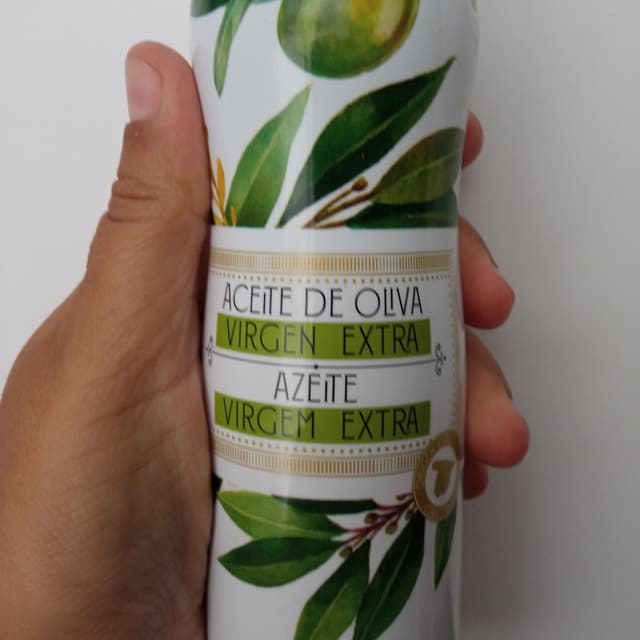 ACEITE DE OLIVA
VIRGEN EXTRA
AZEITE
VIRGEM EXTRA